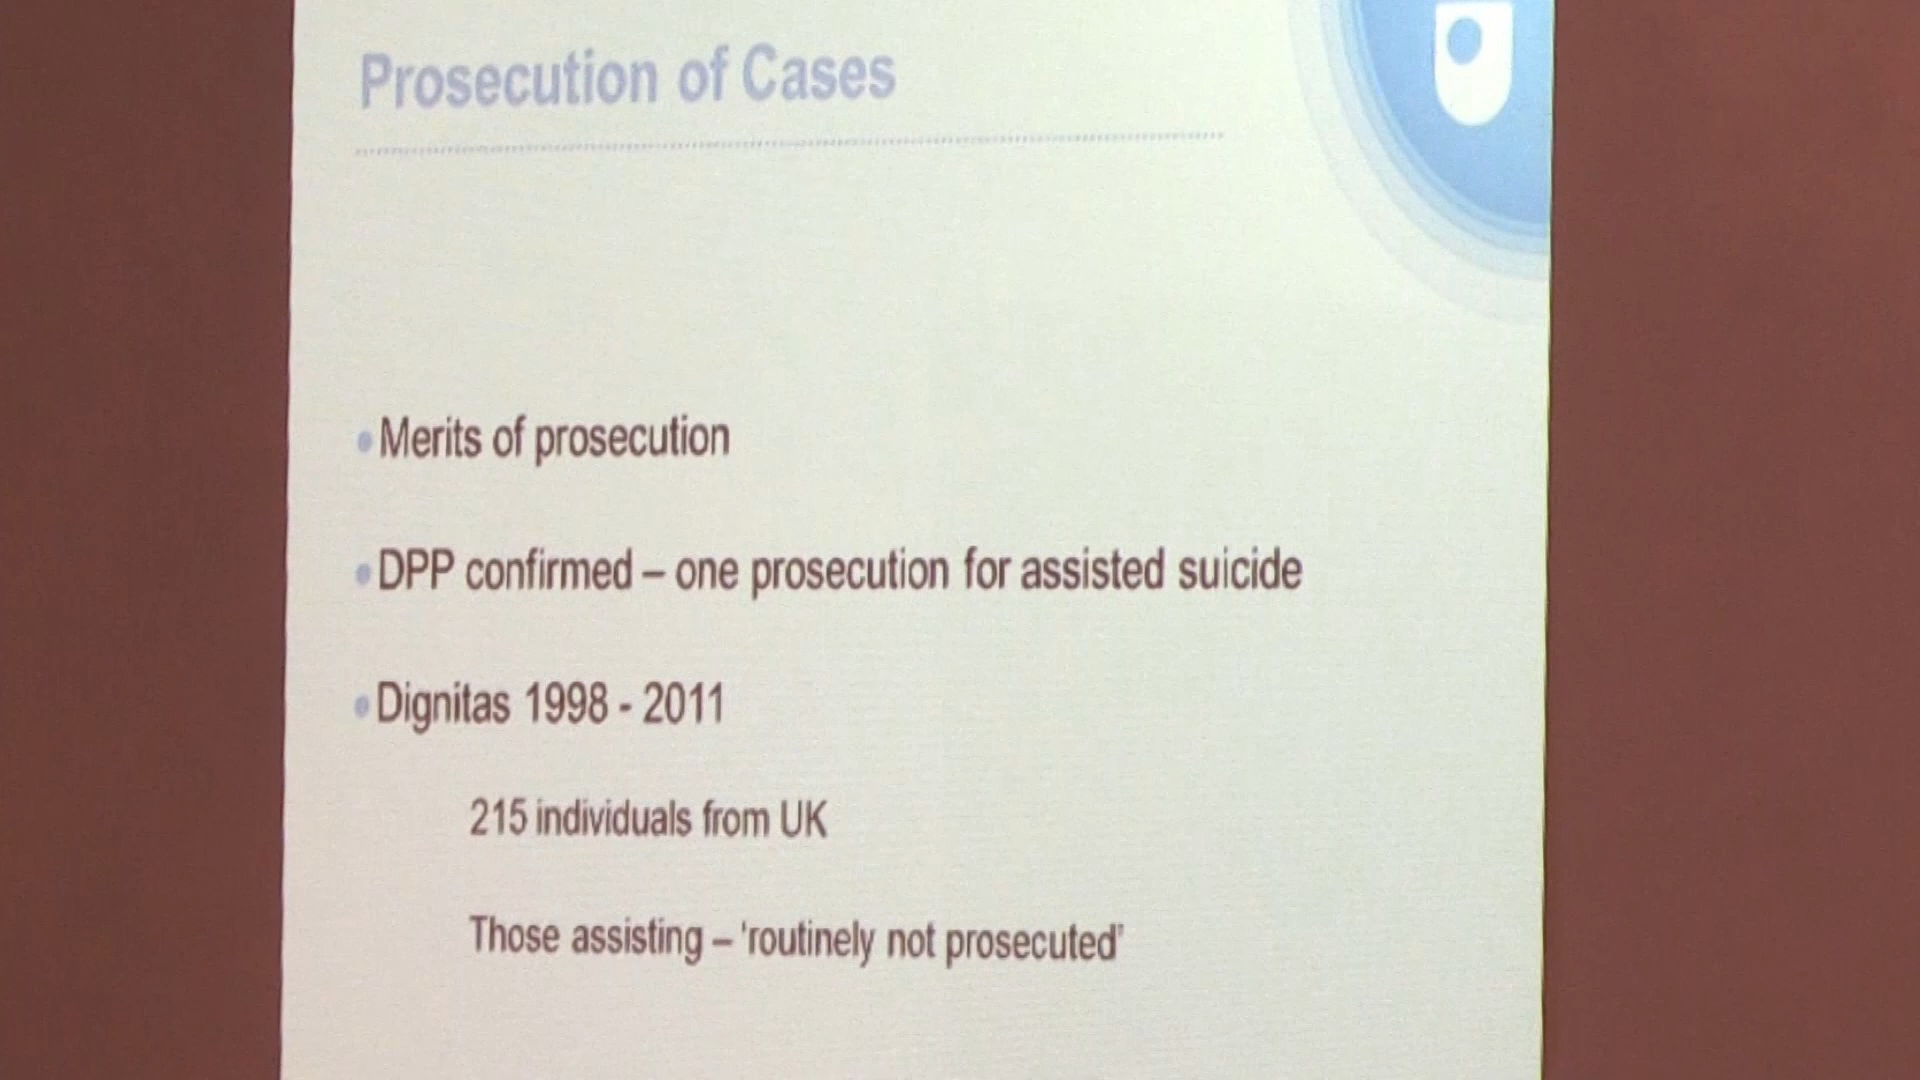 Prosecution of Cases
• Merits of prosecution
• DPP confirmed – one prosecution for assisted suicide
• Dignitas 1998 - 2011
215 individuals from UK
Those assisting – 'routinely not prosecuted'